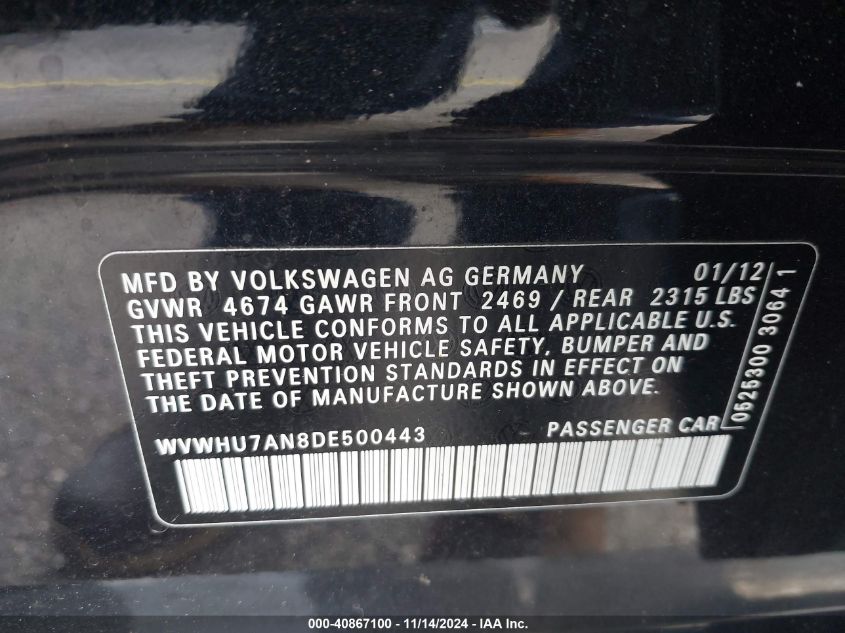 MFD BY VOLKSWAGEN AG GERMANY 01/12
GVWR 4674 GAWR FRONT 2469 / REAR 2315 LBS
THIS VEHICLE CONFORMS TO ALL APPLICABLE U.S.
FEDERAL MOTOR VEHICLE SAFETY, BUMPER AND
THEFT PREVENTION STANDARDS IN EFFECT ON
THE DATE OF MANUFACTURE SHOWN ABOVE.
WVWHU7AN8DE500443 PASSENGER CAR
0525300 3064 1
000-40867100 - 11/14/2024 - IAA Inc.